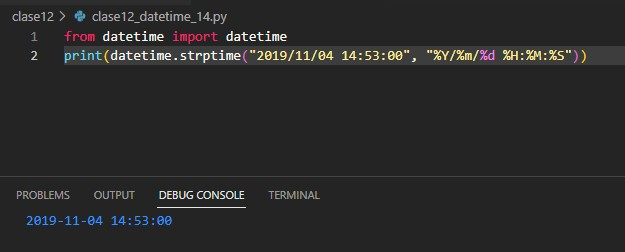 clase12 > clase12_datetime_14.py
1 from datetime import datetime
2 print(datetime.strptime("2019/11/04 14:53:00", "%Y/%m/%d %H:%M:%S"))
PROBLEMS OUTPUT DEBUG CONSOLE TERMINAL
2019-11-04 14:53:00